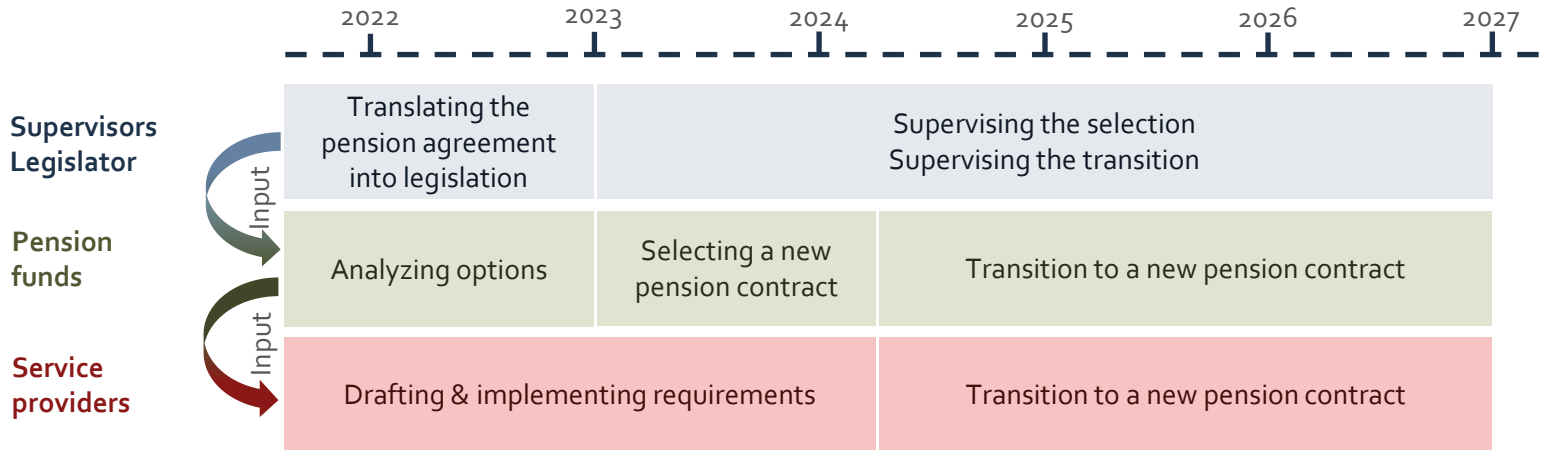 2022 2023 2024 2025 2026 2027
Supervisors
Legislator
Translating the
pension agreement
into legislation
Supervising the selection
Supervising the transition
Input
Pension
funds
Analyzing options
Selecting a new
pension contract
Transition to a new pension contract
Input
Service
providers
Drafting & implementing requirements
Transition to a new pension contract